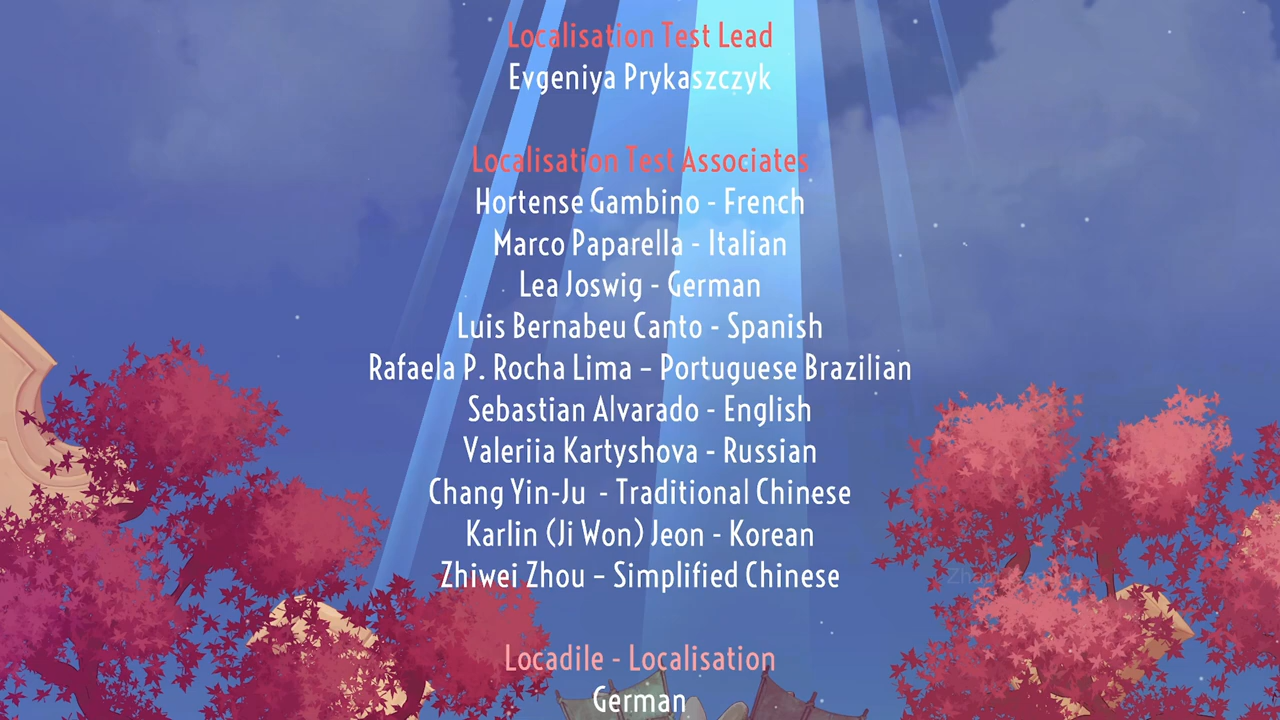 Localisation Test Lead
Evgeniya Prykaszczyk
Localisation Test Associates
Hortense Gambino - French
Marco Paparella - Italian
Lea Joswig - German
Luis Bernabeu Canto - Spanish
Rafaela P. Rocha Lima – Portuguese Brazilian
Sebastian Alvarado - English
Valeriia Kartyshova - Russian
Chang Yin-Ju - Traditional Chinese
Karlin (Ji Won) Jeon - Korean
Zhiwei Zhou – Simplified Chinese
Locadile - Localisation
German